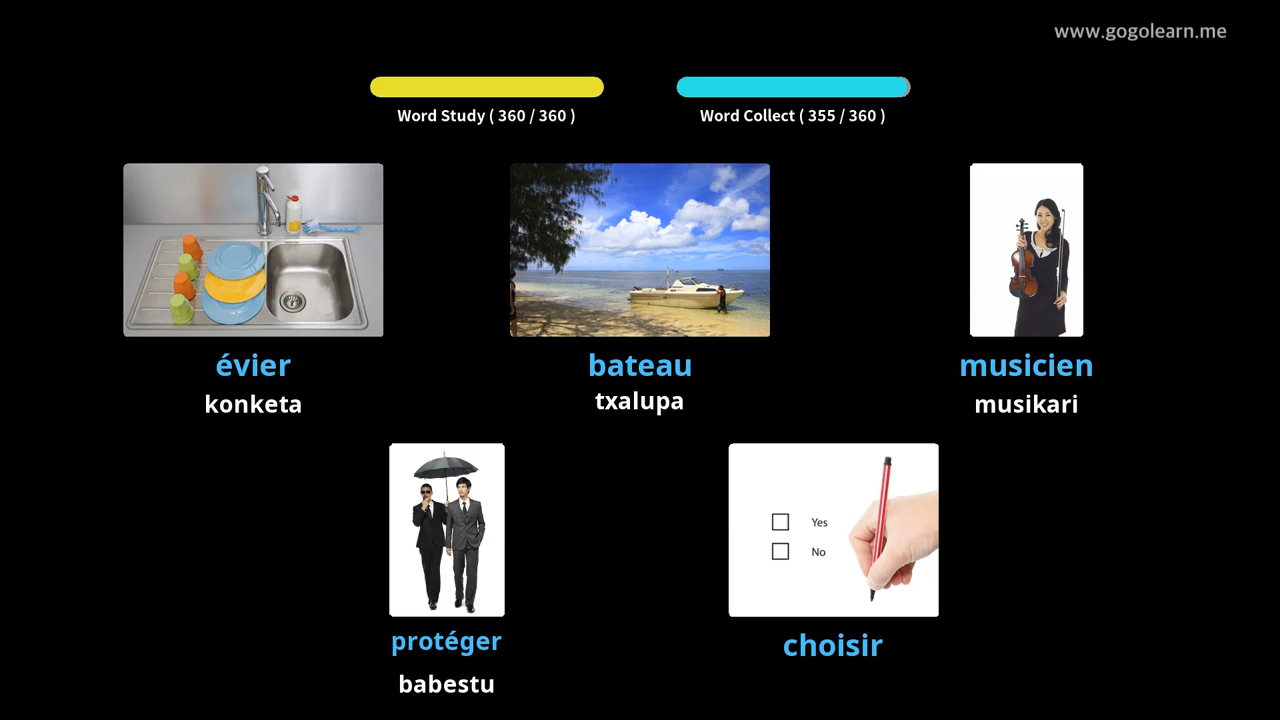 www.gogolearn.me
Word Study ( 360 / 360 )
Word Collect ( 355 / 360 )
évier
konketa
bateau
txalupa
musicien
musikari
Yes
No
protéger
babestu
choisir